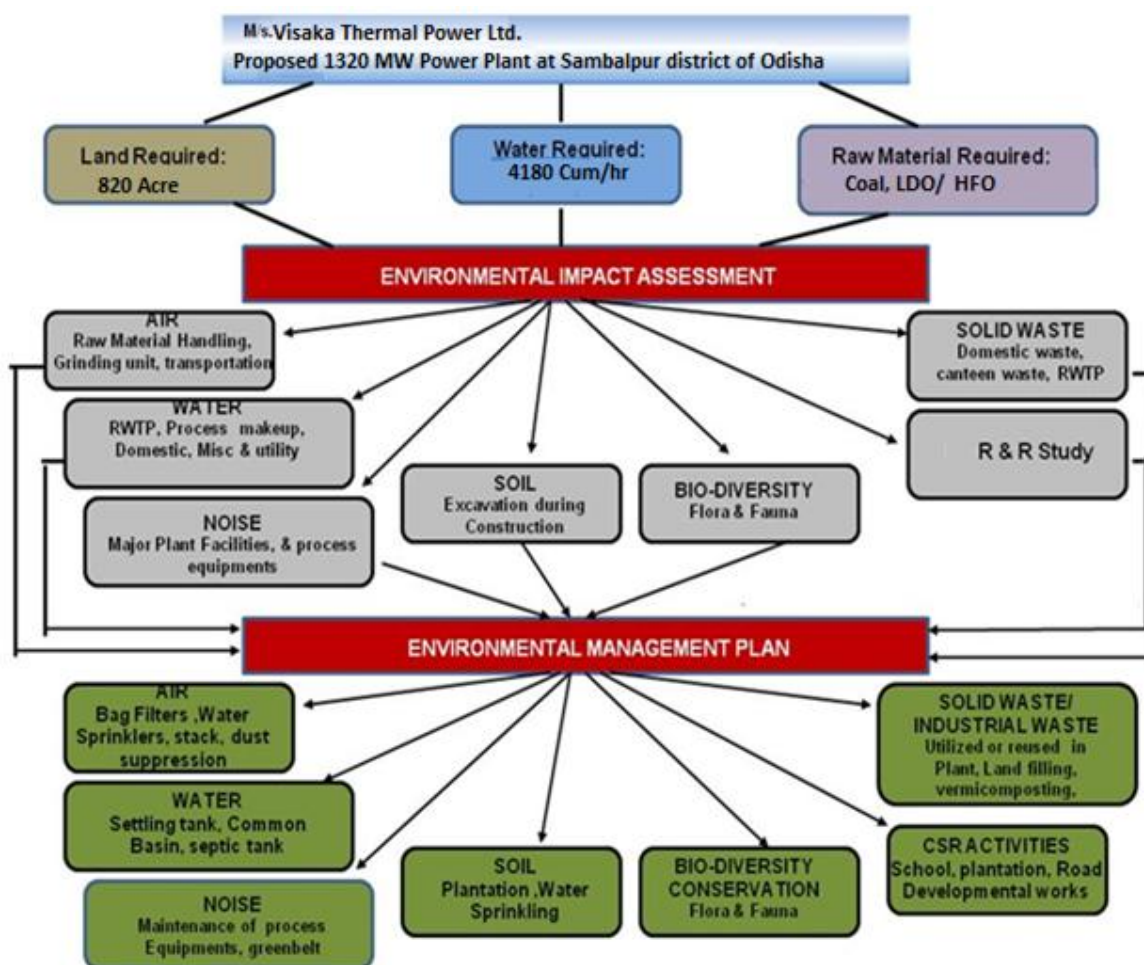 M/s. Visaka Thermal Power Ltd.
Proposed 1320 MW Power Plant at Sambalpur district of Odisha
Land Required:
820 Acre
Water Required:
4180 Cum/hr
Raw Material Required:
Coal, LDO/ HFO
ENVIRONMENTAL IMPACT ASSESSMENT
AIR
Raw Material Handling,
Grinding unit, transportation
SOLID WASTE
Domestic waste,
canteen waste, RWTP
WATER
RWTP, Process makeup,
Domestic, Misc & utility
R & R Study
SOIL
Excavation during
Construction
BIO-DIVERSITY
Flora & Fauna
NOISE
Major Plant Facilities, & process
equipments
ENVIRONMENTAL MANAGEMENT PLAN
AIR
Bag Filters ,Water
Sprinklers, stack, dust
suppression
SOLID WASTE/
INDUSTRIAL WASTE
Utilized or reused in
Plant, Land filling,
vermicomposting,
WATER
Settling tank, Common
Basin, septic tank
CSR ACTIVITIES
School, plantation, Road
Developmental works
SOIL
Plantation ,Water
Sprinkling
BIO-DIVERSITY
CONSERVATION
Flora & Fauna
NOISE
Maintenance of process
Equipments, greenbelt